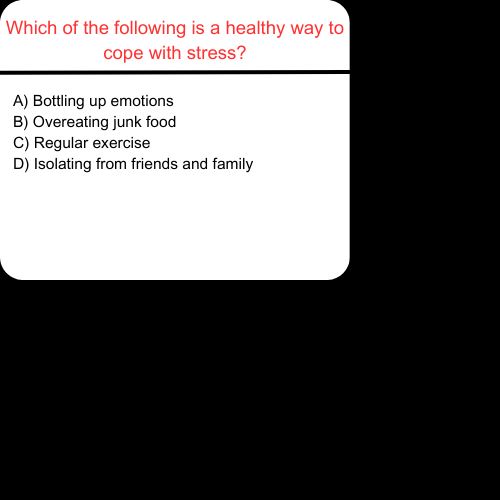 Which of the following is a healthy way to
cope with stress?
A) Bottling up emotions
B) Overeating junk food
C) Regular exercise
D) Isolating from friends and family